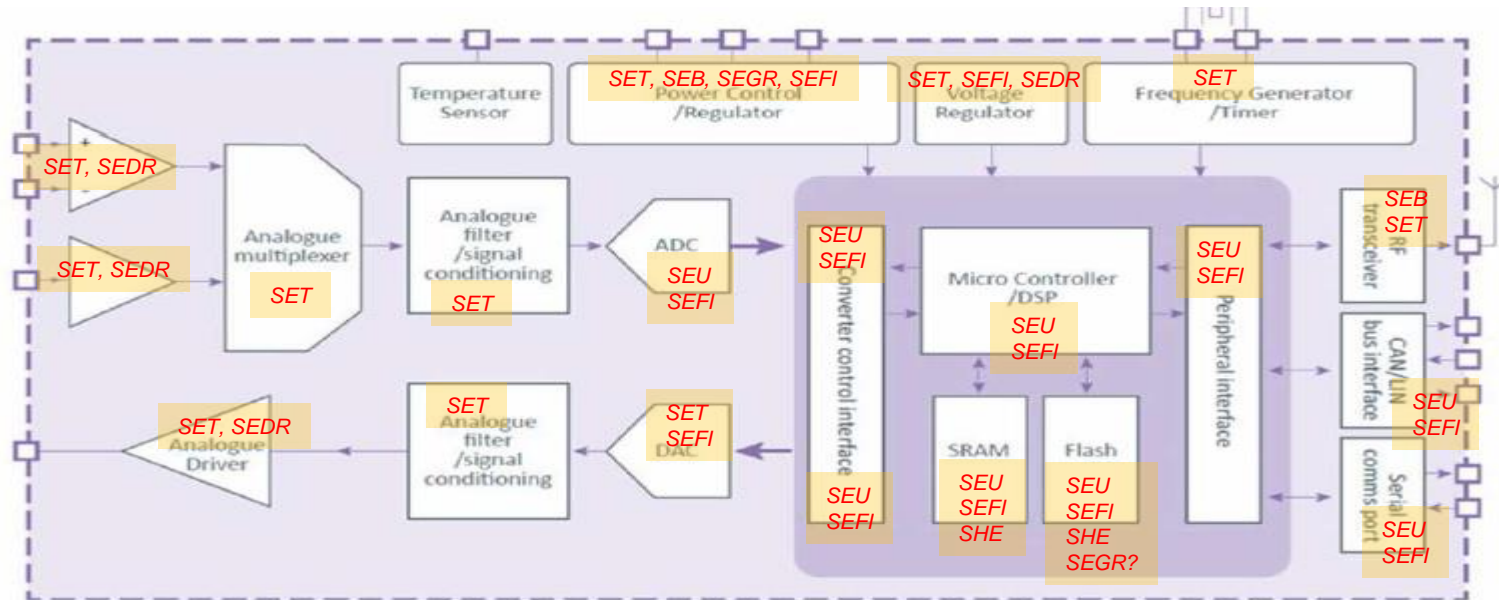 SET, SEB, SEGR, SEFI
SET, SEFI, SEDR
SET
Temperature
Sensor
Power Control
/Regulator
Voltage
Regulator
Frequency Generator
/Timer
+
-
SET, SEDR
SET, SEDR
Analogue
multiplexer
SET
Analogue
filter
/signal
conditioning
SET
ADC
SEU
SEFI
SEU
SEFI
Converter control interface
SEU
SEFI
Micro Controller
/DSP
SEU
SEFI
SRAM
SEU
SEFI
SHE
Flash
SEU
SEFI
SHE
SEGR?
SEU
SEFI
Peripheral interface
SEB
SET
RF
transceiver
CAN/LIN
bus interface
SEU
SEFI
Serial
comms port
SEU
SEFI
SET, SEDR
Analogue
Driver
SET
Analogue
filter
/signal
conditioning
SET
SEFI
DAC